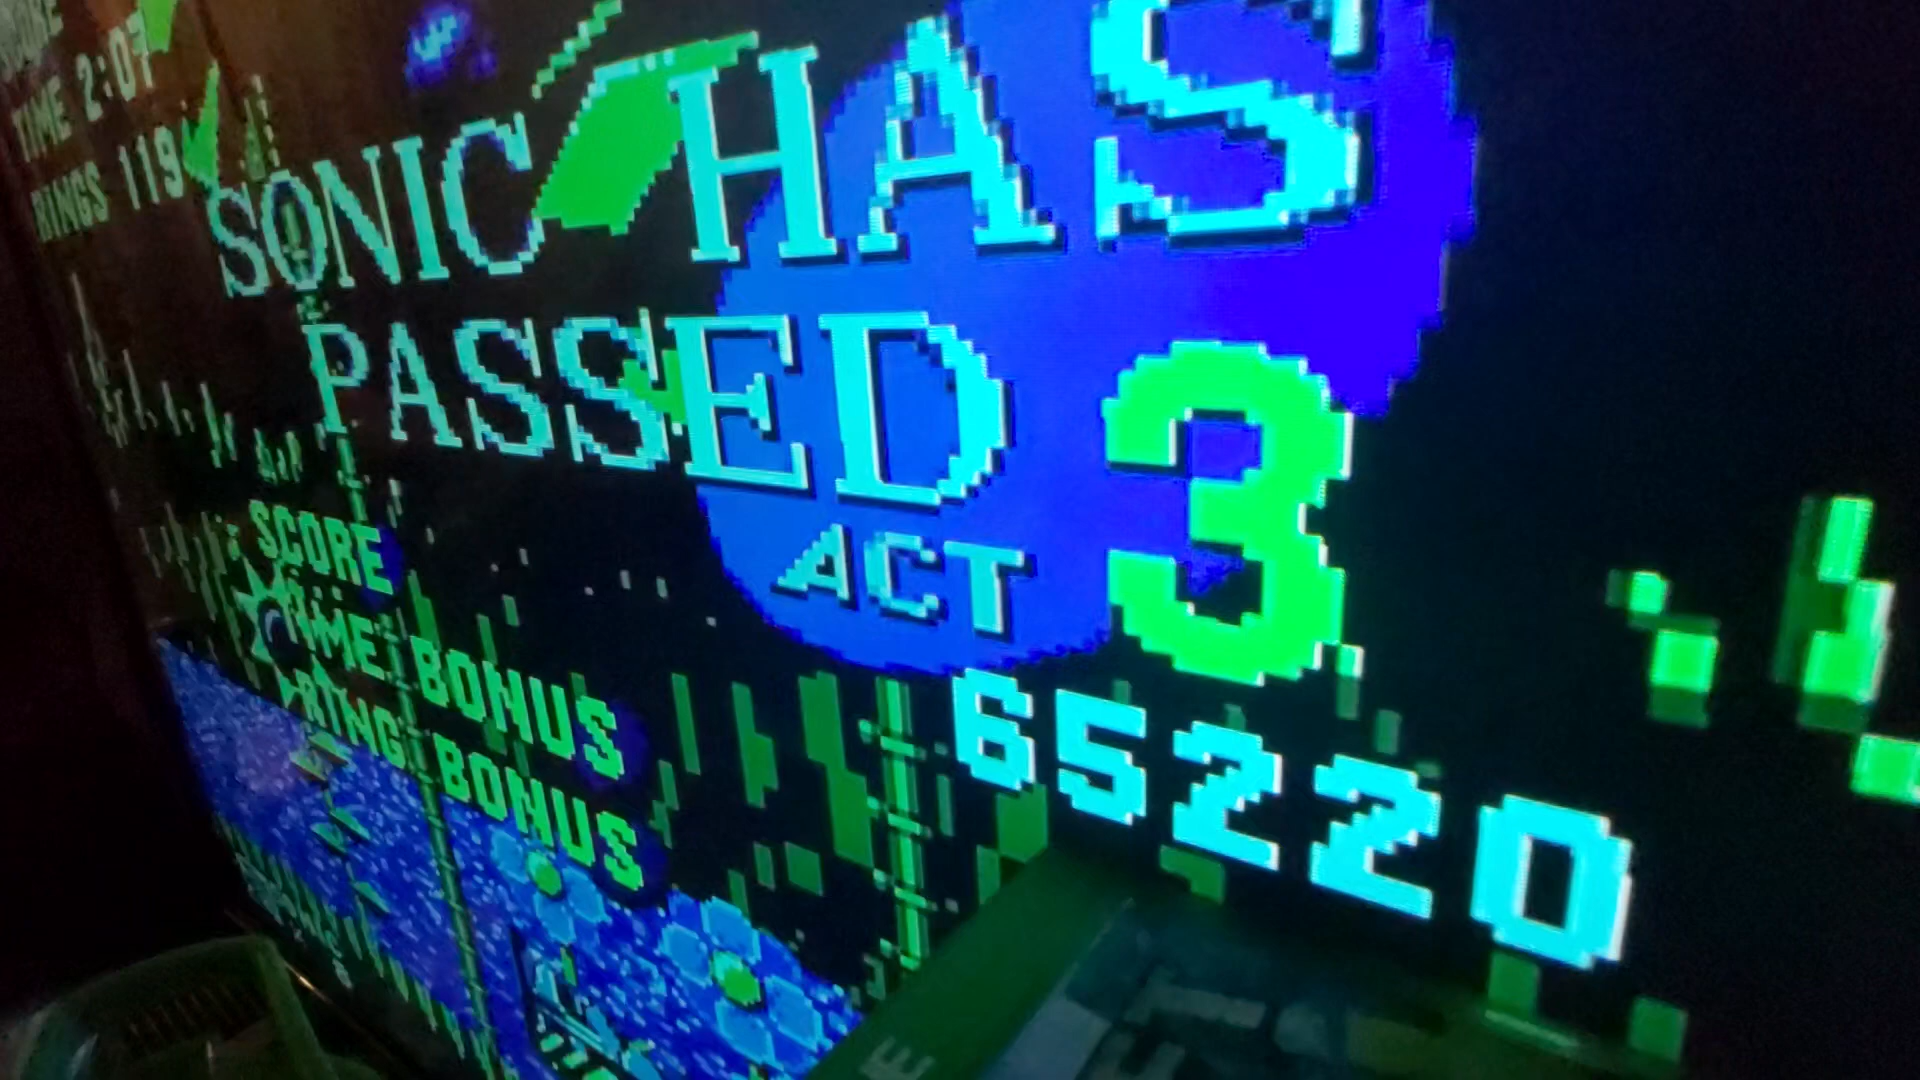 TIME 2:07
RINGS 119
SONIC HAS
PASSED
ACT 3
SCORE 65220
TIME BONUS
RING BONUS